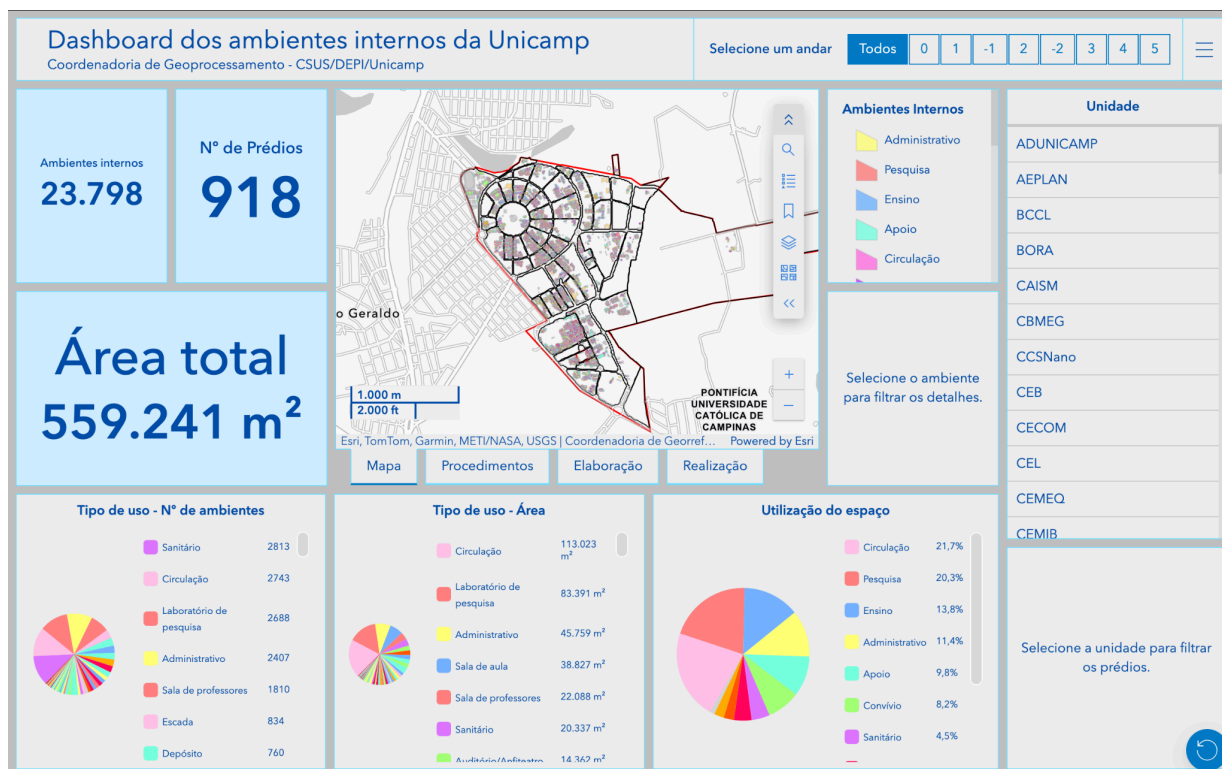 Dashboard dos ambientes internos da Unicamp
Coordenadoria de Geoprocessamento - CSUS/DEPI/Unicamp
Selecione um andar
Todos 0 1 -1 2 -2 3 4 5
Ambientes internos
23.798
N° de Prédios
918
Área total
559.241 m²
o Geraldo
1.000 m
2.000 ft
PONTIFÍCIA
UNIVERSIDADE
CATÓLICA DE
CAMPINAS
+
−
Esri, TomTom, Garmin, METI/NASA, USGS | Coordenadoria de Georref... Powered by Esri
Mapa Procedimentos Elaboração Realização
Ambientes Internos
Administrativo
Pesquisa
Ensino
Apoio
Circulação
Selecione o ambiente
para filtrar os detalhes.
Unidade
ADUNICAMP
AEPLAN
BCCL
BORA
CAISM
CBMEG
CCSNano
CEB
CECOM
CEL
CEMEQ
CEMIB
Tipo de uso - N° de ambientes
Sanitário 2813
Circulação 2743
Laboratório de
pesquisa 2688
Administrativo 2407
Sala de professores 1810
Escada 834
Depósito 760
Tipo de uso - Área
Circulação 113.023
m²
Laboratório de
pesquisa 83.391 m²
Administrativo 45.759 m²
Sala de aula 38.827 m²
Sala de professores 22.088 m²
Sanitário 20.337 m²
Auditório/Anfiteatro 14.362 m²
Utilização do espaço
Circulação 21,7%
Pesquisa 20,3%
Ensino 13,8%
Administrativo 11,4%
Apoio 9,8%
Convívio 8,2%
Sanitário 4,5%
Selecione a unidade para filtrar
os prédios.